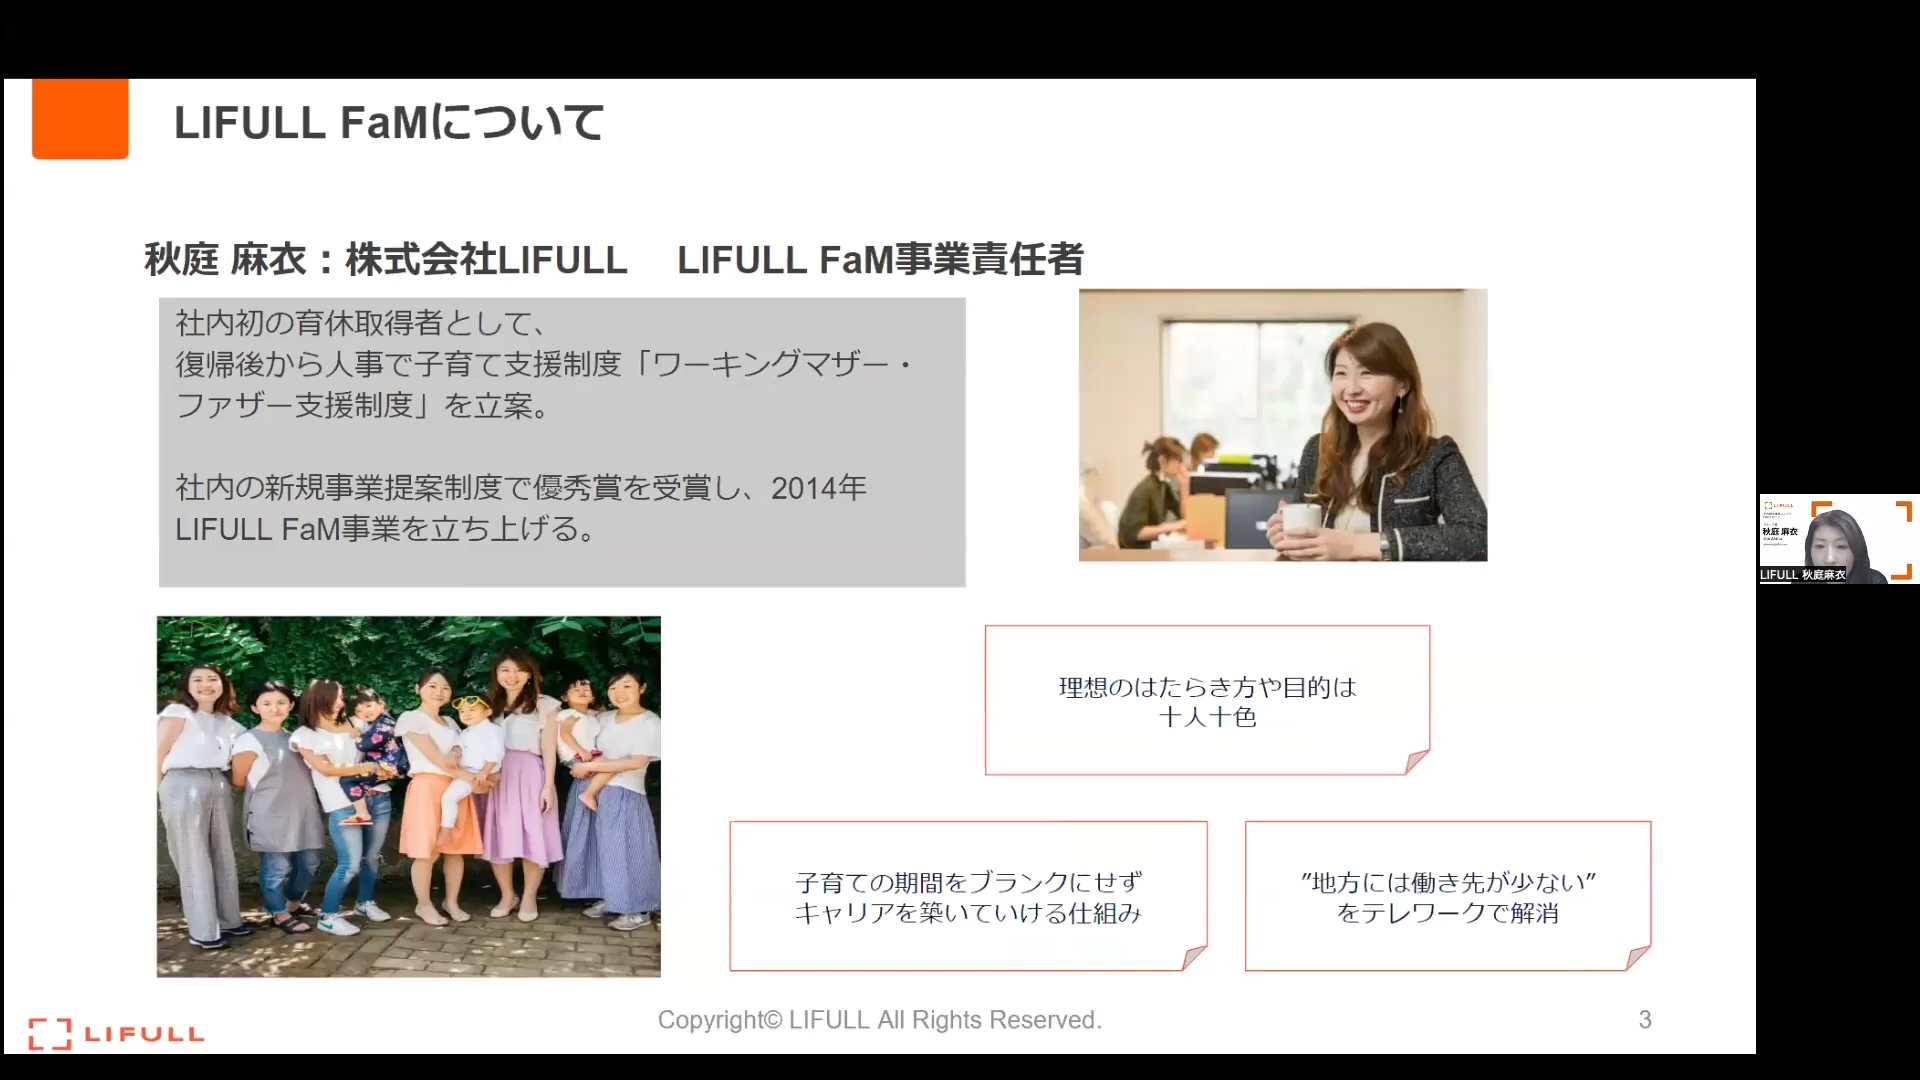 LIFULL FaMについて
秋庭 麻衣：株式会社LIFULL　LIFULL FaM事業責任者
社内初の育休取得者として、
復帰後から人事で子育て支援制度「ワーキングマザー・
ファザー支援制度」を立案。
社内の新規事業提案制度で優秀賞を受賞し、2014年
LIFULL FaM事業を立ち上げる。
理想のはたらき方や目的は
十人十色
子育ての期間をブランクにせず
キャリアを築いていける仕組み
”地方には働き先が少ない”
をテレワークで解消
LIFULL
Copyright© LIFULL All Rights Reserved.
3
LIFULL
秋庭 麻衣
LIFULL 秋庭麻衣